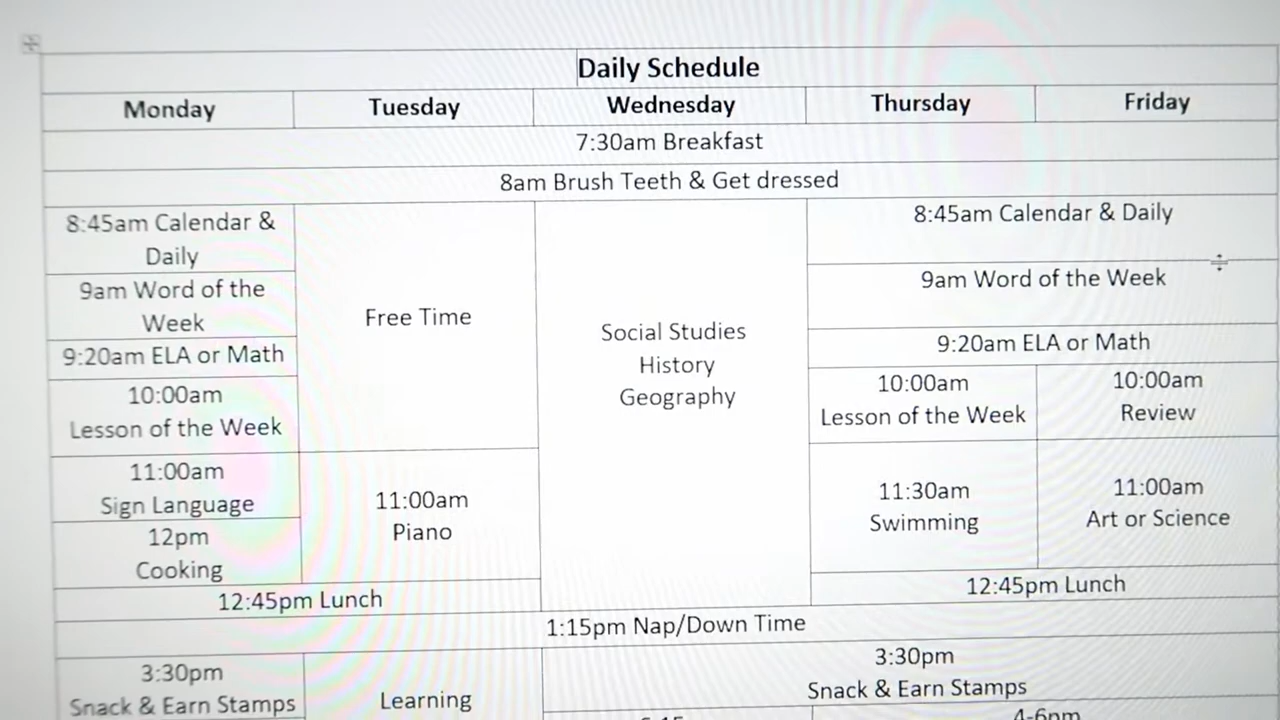 Daily Schedule
Monday Tuesday Wednesday Thursday Friday
7:30am Breakfast
8am Brush Teeth & Get dressed
8:45am Calendar &
Daily
9am Word of the
Week
9:20am ELA or Math
10:00am
Lesson of the Week
11:00am
Sign Language
12pm
Cooking
Free Time
11:00am
Piano
12:45pm Lunch
Social Studies
History
Geography
8:45am Calendar & Daily
9am Word of the Week
9:20am ELA or Math
10:00am
Lesson of the Week
10:00am
Review
11:30am
Swimming
11:00am
Art or Science
12:45pm Lunch
1:15pm Nap/Down Time
3:30pm
Snack & Earn Stamps
Learning
3:30pm
Snack & Earn Stamps
4-6pm